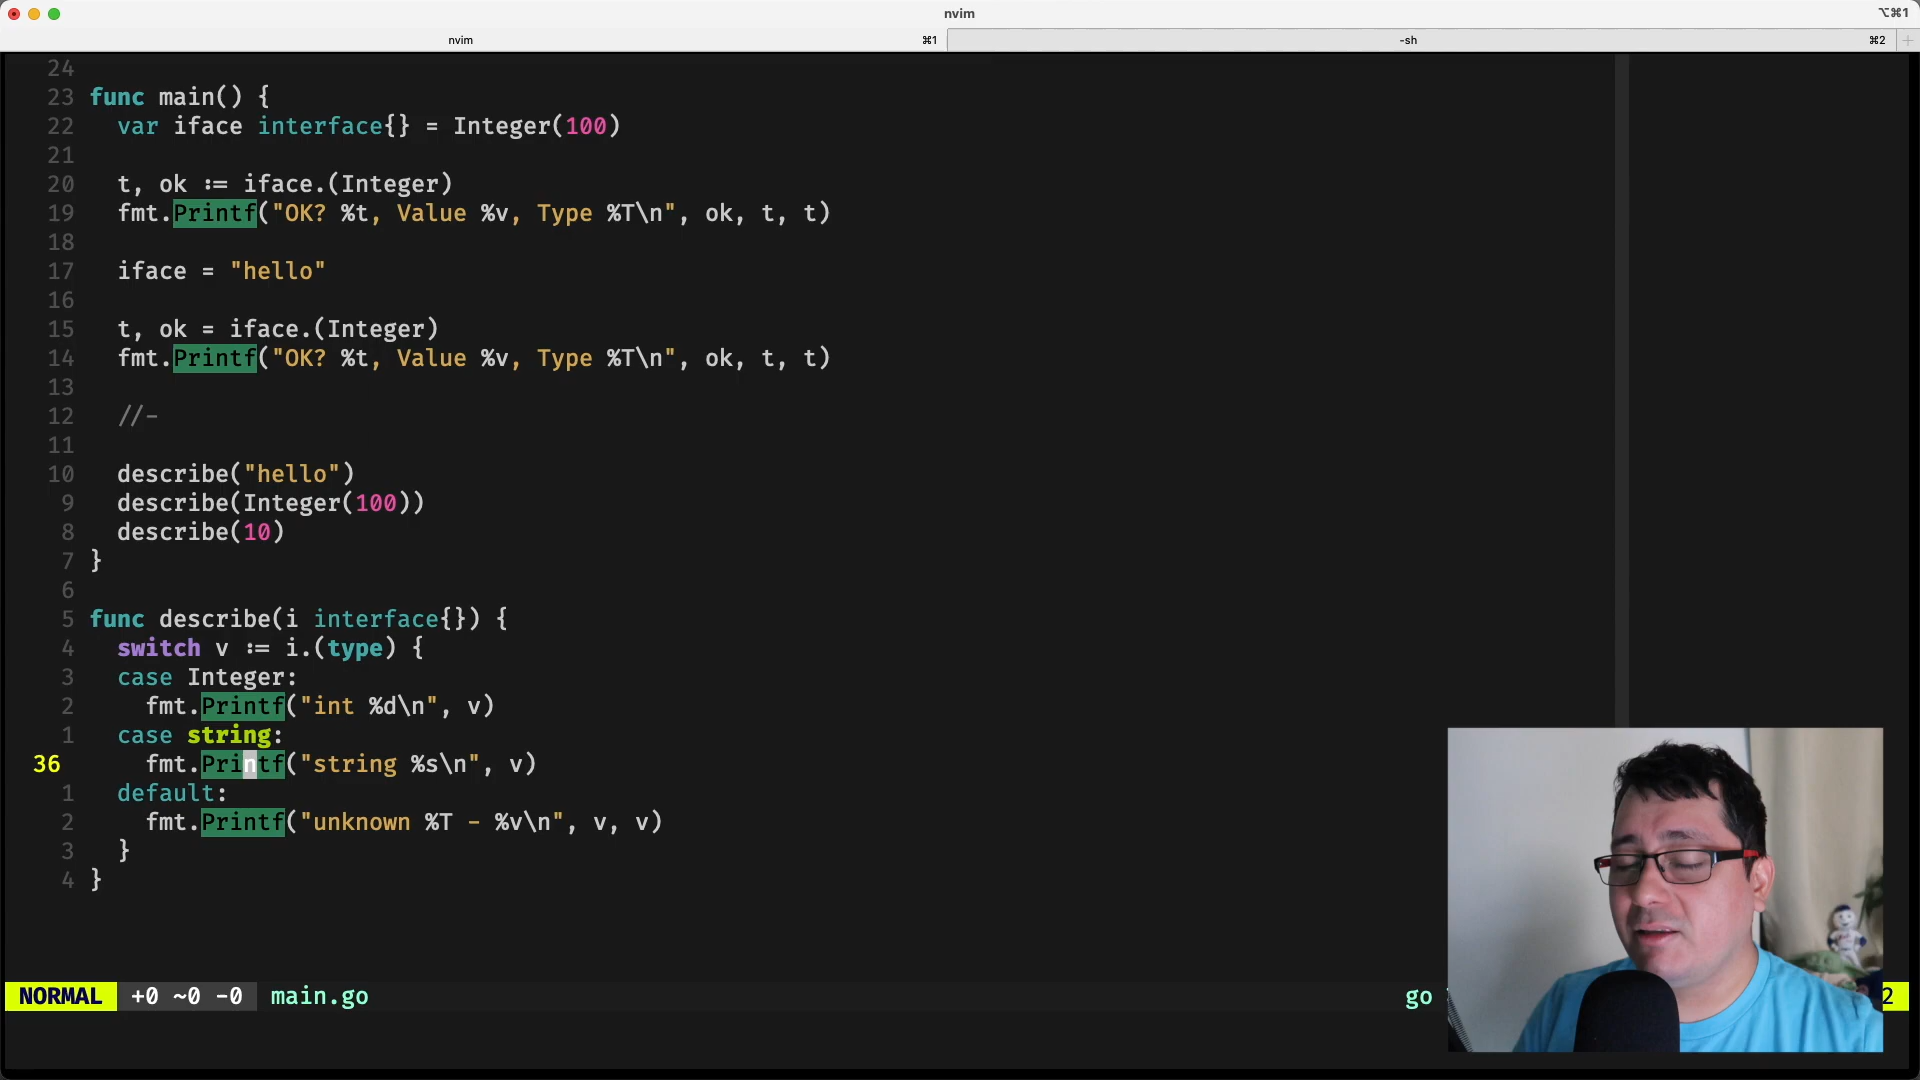 nvim
⌥⌘1
nvim ⌘1 -sh ⌘2 +
24
23 func main() {
22   var iface interface{} = Integer(100)
21
20   t, ok := iface.(Integer)
19   fmt.Printf("OK? %t, Value %v, Type %T\n", ok, t, t)
18
17   iface = "hello"
16
15   t, ok = iface.(Integer)
14   fmt.Printf("OK? %t, Value %v, Type %T\n", ok, t, t)
13
12   //-
11
10   describe("hello")
9   describe(Integer(100))
8   describe(10)
7 }
6
5 func describe(i interface{}) {
4   switch v := i.(type) {
3   case Integer:
2     fmt.Printf("int %d\n", v)
1   case string:
36     fmt.Printf("string %s\n", v)
1   default:
2     fmt.Printf("unknown %T - %v\n", v, v)
3   }
4 }
NORMAL +0 ~0 -0 main.go go 2